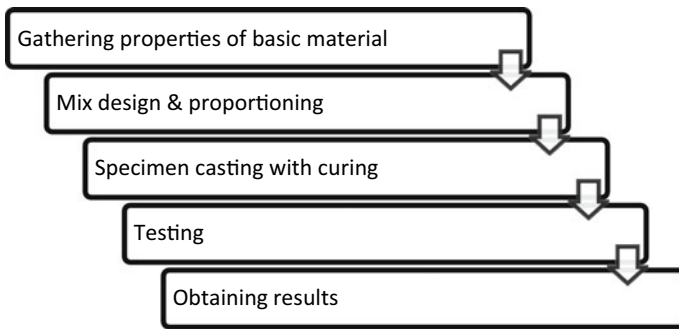 Gathering properties of basic material
Mix design & proportioning
Specimen casting with curing
Testing
Obtaining results